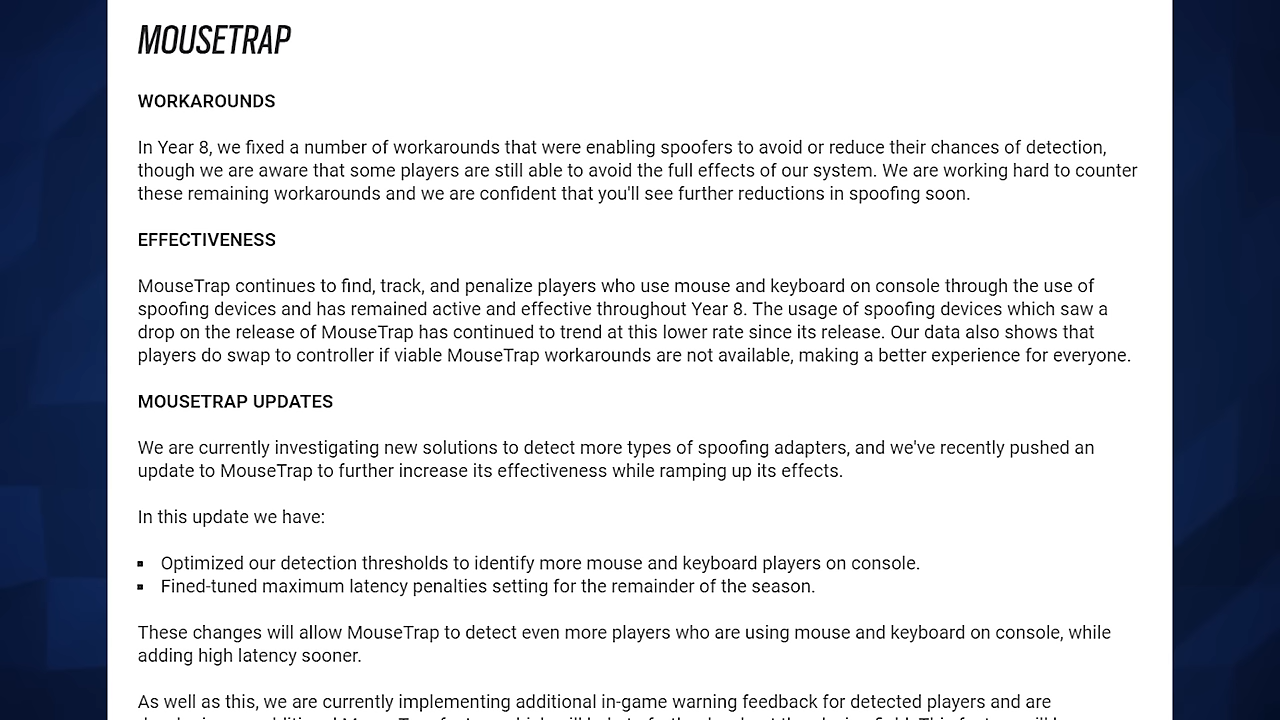 MOUSETRAP
WORKAROUNDS
In Year 8, we fixed a number of workarounds that were enabling spoofers to avoid or reduce their chances of detection,
though we are aware that some players are still able to avoid the full effects of our system. We are working hard to counter
these remaining workarounds and we are confident that you'll see further reductions in spoofing soon.
EFFECTIVENESS
MouseTrap continues to find, track, and penalize players who use mouse and keyboard on console through the use of
spoofing devices and has remained active and effective throughout Year 8. The usage of spoofing devices which saw a
drop on the release of MouseTrap has continued to trend at this lower rate since its release. Our data also shows that
players do swap to controller if viable MouseTrap workarounds are not available, making a better experience for everyone.
MOUSETRAP UPDATES
We are currently investigating new solutions to detect more types of spoofing adapters, and we've recently pushed an
update to MouseTrap to further increase its effectiveness while ramping up its effects.
In this update we have:
▪ Optimized our detection thresholds to identify more mouse and keyboard players on console.
▪ Fined-tuned maximum latency penalties setting for the remainder of the season.
These changes will allow MouseTrap to detect even more players who are using mouse and keyboard on console, while
adding high latency sooner.
As well as this, we are currently implementing additional in-game warning feedback for detected players and are